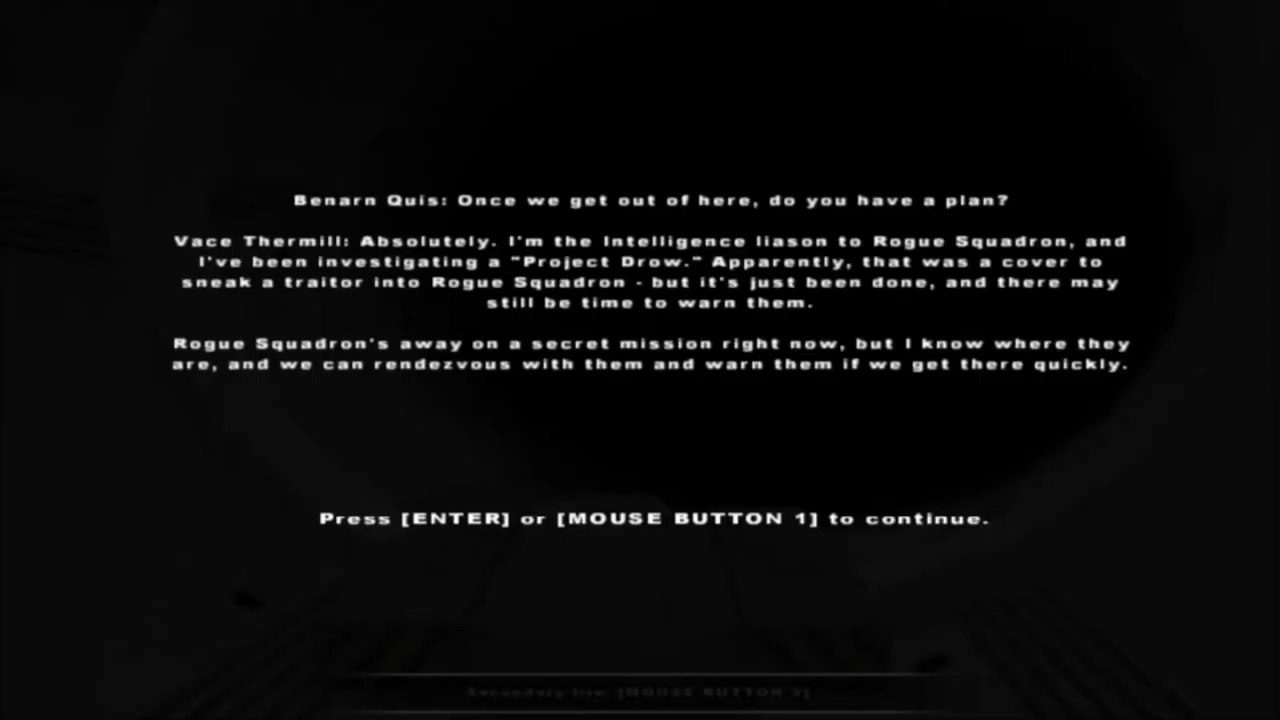 Benarn Quis: Once we get out of here, do you have a plan?
Vace Thermill: Absolutely. I'm the Intelligence liason to Rogue Squadron, and
I've been investigating a "Project Drow." Apparently, that was a cover to
sneak a traitor into Rogue Squadron - but it's just been done, and there may
still be time to warn them.
Rogue Squadron's away on a secret mission right now, but I know where they
are, and we can rendezvous with them and warn them if we get there quickly.
Press [ENTER] or [MOUSE BUTTON 1] to continue.
Secondary fire: [MOUSE BUTTON 2]